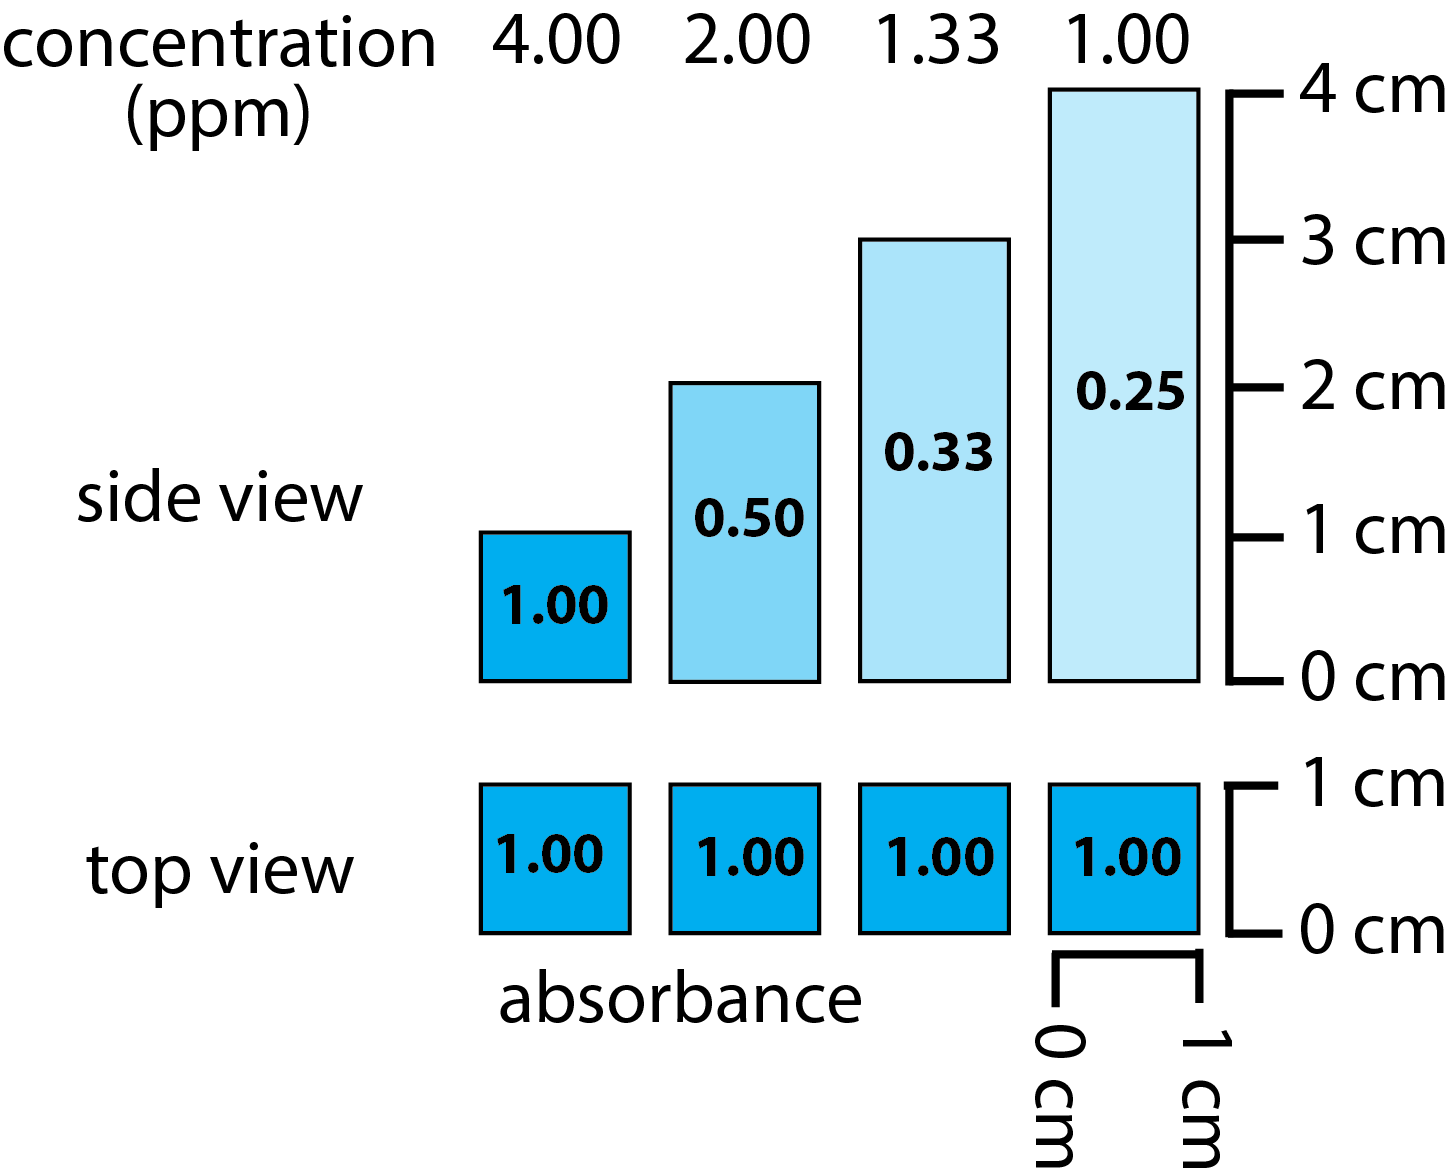 concentration 4.00 2.00 1.33 1.00
(ppm)
4 cm
3 cm
2 cm
1 cm
0 cm
side view
1.00 0.50 0.33 0.25
top view
1.00 1.00 1.00 1.00
1 cm
0 cm
absorbance
0 cm
1 cm